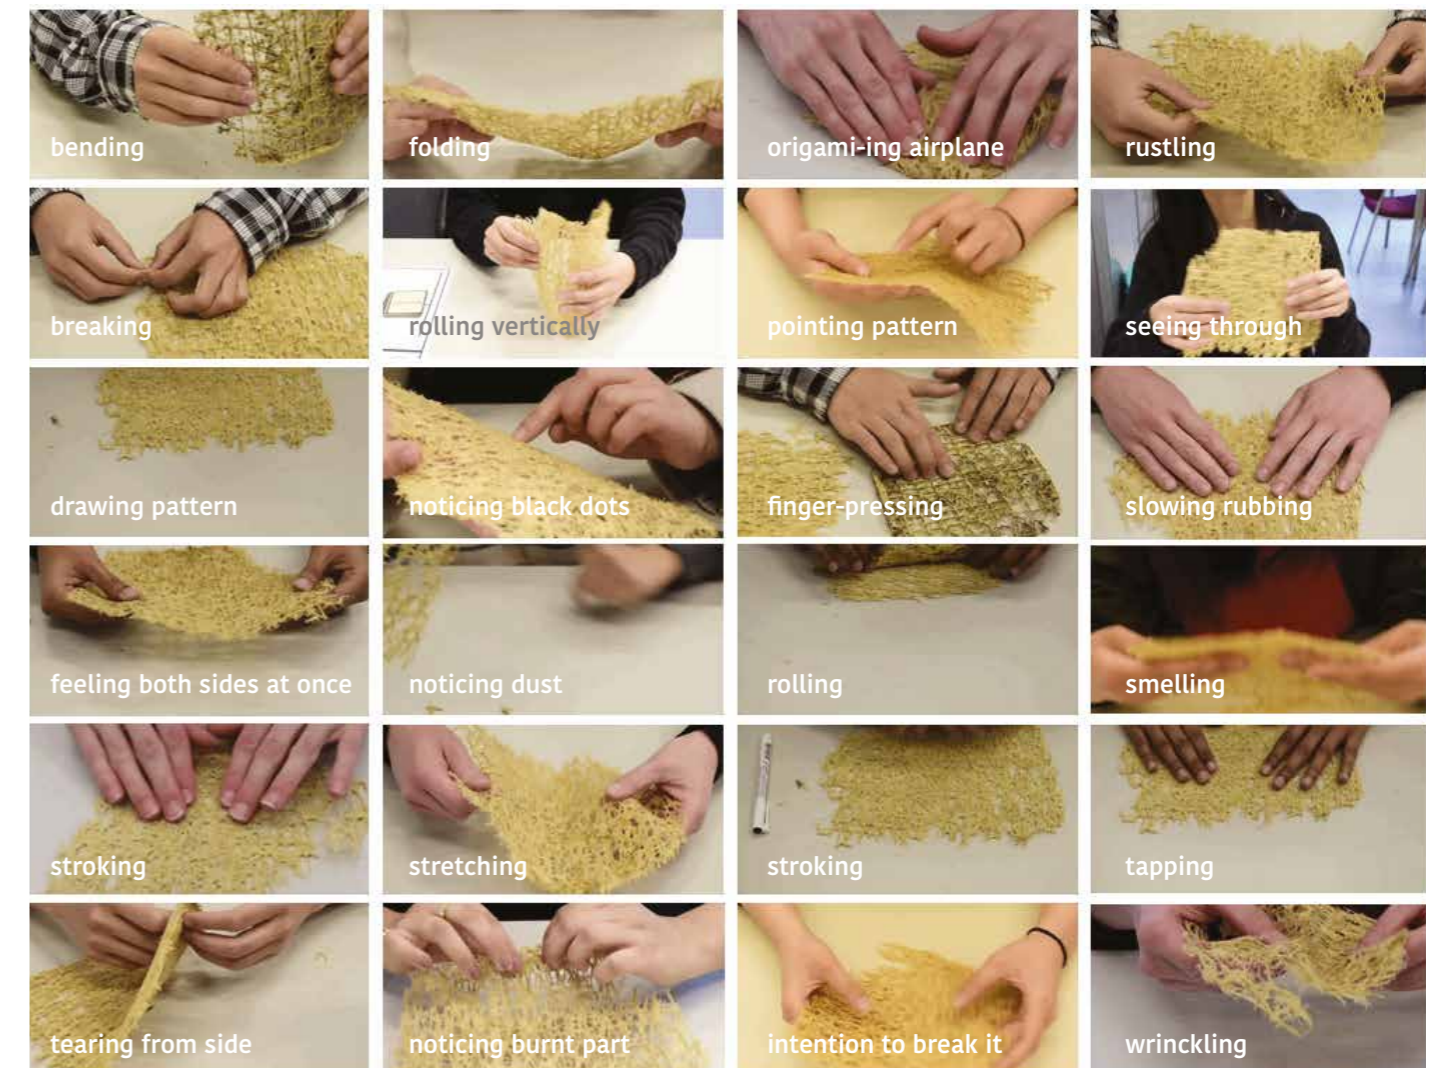 bending
folding
origami-ing airplane
rustling
breaking
rolling vertically
pointing pattern
seeing through
drawing pattern
noticing black dots
finger-pressing
slowing rubbing
feeling both sides at once
noticing dust
rolling
smelling
stroking
stretching
stroking
tapping
tearing from side
noticing burnt part
intention to break it
wrinckling